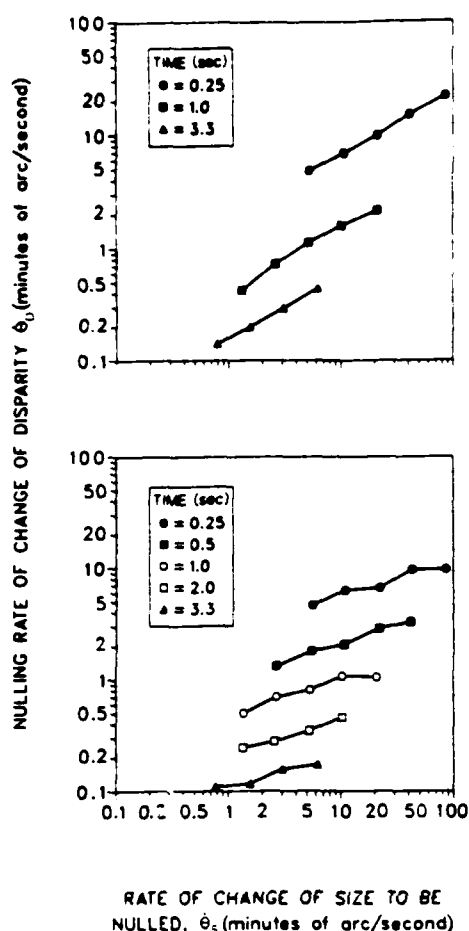 100
50
20
10
5
2
1
0.5
0.2
0.1
TIME (sec)
● = 0.25
■ = 1.0
▲ = 3.3
NULLING RATE OF CHANGE OF DISPARITY (minutes of arc/second)
100
50
20
10
5
2
1
0.5
0.2
0.1
TIME (sec)
● = 0.25
■ = 0.5
○ = 1.0
□ = 2.0
▲ = 3.3
0.1 0.5 1 2 5 10 20 50 100
RATE OF CHANGE OF SIZE TO BE
NULLED, θ̇s (minutes of arc/second)